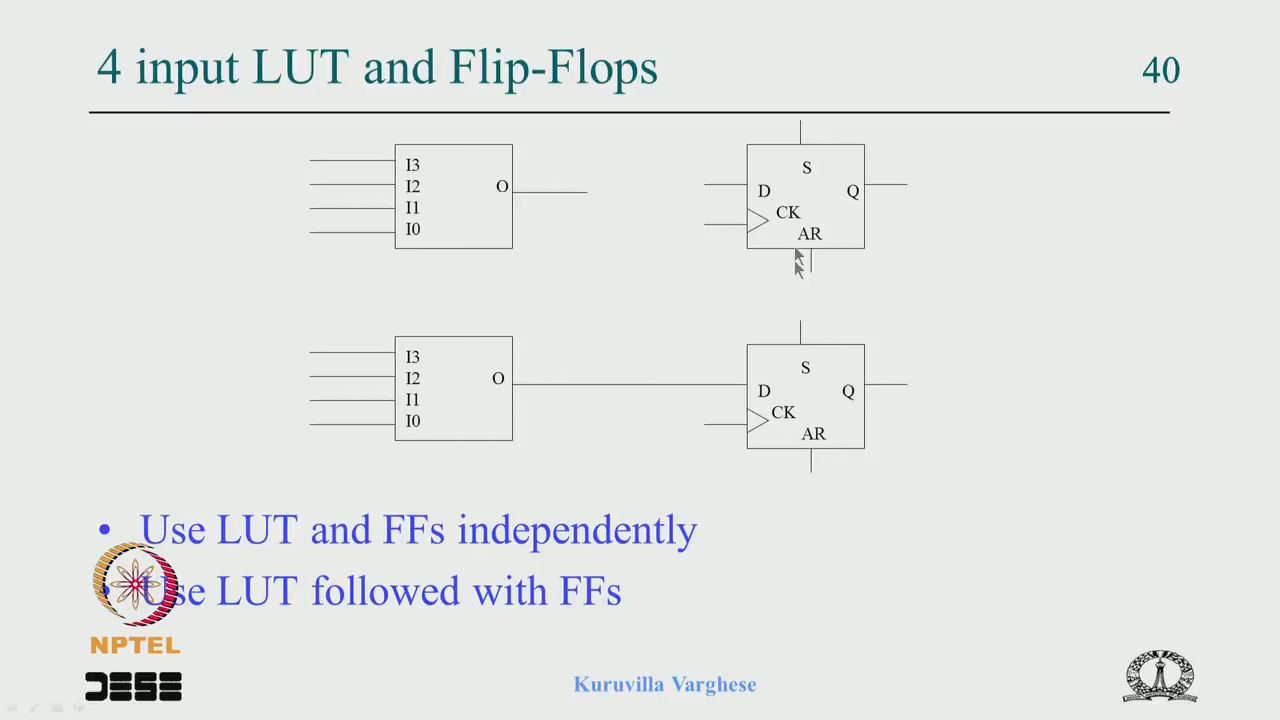 4 input LUT and Flip-Flops 40
I3
I2 O
I1
I0
S
D Q
CK
AR
I3
I2 O
I1
I0
S
D Q
CK
AR
• Use LUT and FFs independently
• Use LUT followed with FFs
NPTEL
DESE
Kuruvilla Varghese